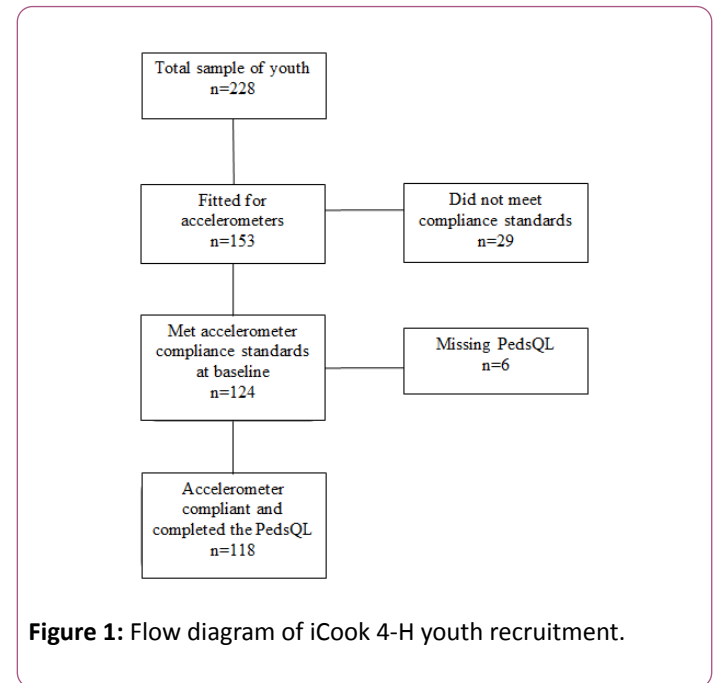 Total sample of youth
n=228
Fitted for
accelerometers
n=153
Did not meet
compliance standards
n=29
Met accelerometer
compliance standards
at baseline
n=124
Missing PedsQL
n=6
Accelerometer
compliant and
completed the PedsQL
n=118
Figure 1: Flow diagram of iCook 4-H youth recruitment.